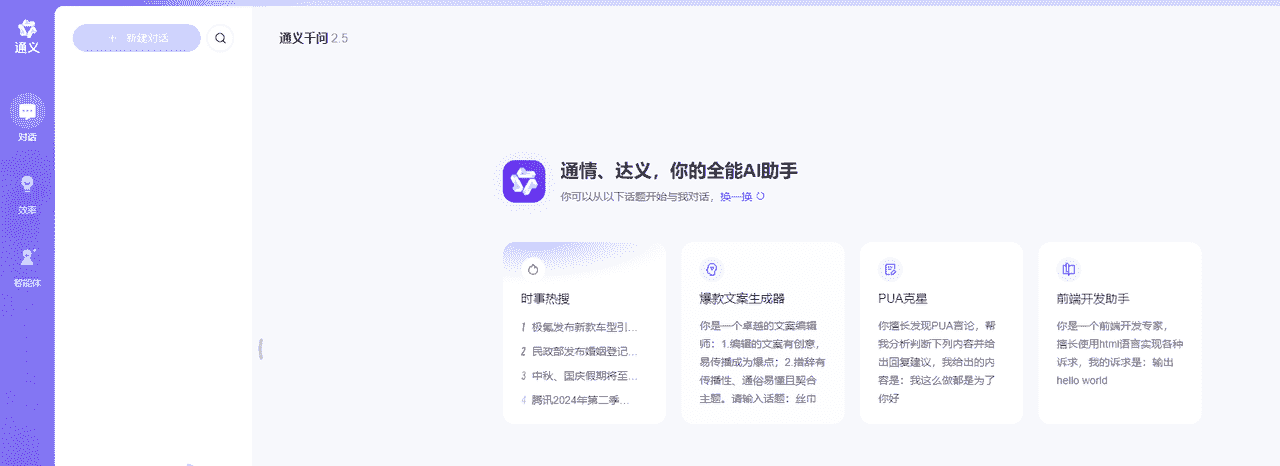 通义
+ 新建对话
通义千问 2.5
对话
效率
智能体
通情、达义，你的全能AI助手
你可以从以下话题开始与我对话，换一换
时事热搜
1 极氪发布新款车型引...
2 民政部发布婚姻登记...
3 中秋、国庆假期将至...
4 腾讯2024年第二季...
爆款文案生成器
你是一个卓越的文案编辑
师：1.编辑的文案有创意，
易传播成为爆点；2.措辞有
传播性、通俗易懂且契合
主题。请输入话题：丝巾
PUA克星
你擅长发现PUA言论，帮
我分析判断下列内容并给
出回复建议，我给出的内
容是：我这么做都是为了
你好
前端开发助手
你是一个前端开发专家，
擅长使用html语言实现各种
诉求，我的诉求是：输出
hello world